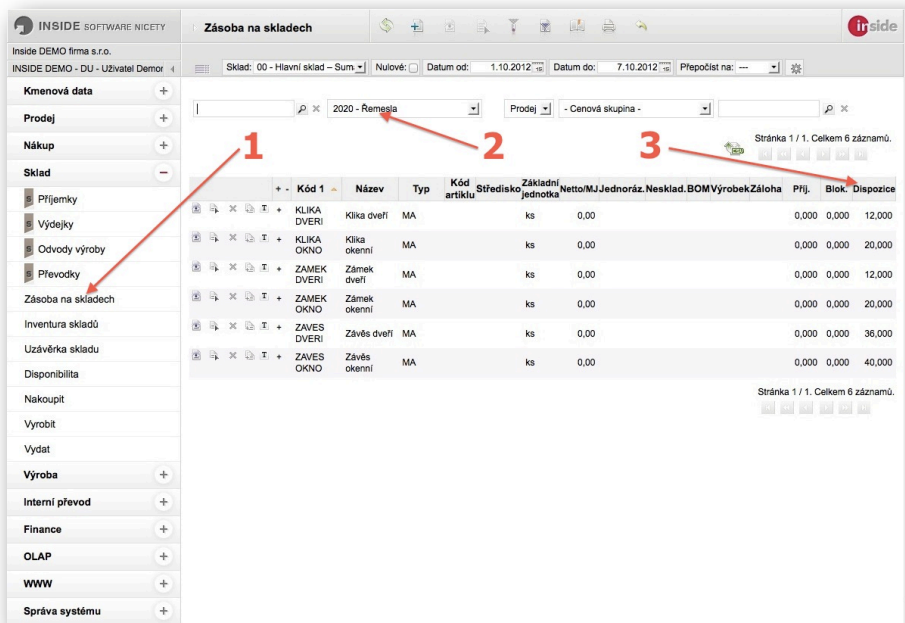 INSIDE SOFTWARE NICETY
Zásoba na skladech
inside
Inside DEMO firma s.r.o.
INSIDE DEMO - DU - Uživatel Demor
Sklad: 00 - Hlavní sklad – Sum. Nulové: Datum od: 1.10.2012 Datum do: 7.10.2012 Přepočíst na: ---
Kmenová data +
Prodej +
Nákup +
Sklad −
S Příjemky
S Výdejky
S Odvody výroby
S Převodky
Zásoba na skladech
Inventura skladů
Uzávěrka skladu
Disponibilita
Nakoupit
Vyrobit
Vydat
Výroba +
Interní převod +
Finance +
OLAP +
WWW +
Správa systému +
2020 - Řemesla Prodej - Cenová skupina -
1 2 3
Stránka 1 / 1. Celkem 6 záznamů.
+ - Kód 1 Název Typ Kód artiklu Středisko Základní jednotka Netto/MJ Jednoráz. Nesklad. BOM Výrobek Záloha Příj. Blok. Dispozice
T + KLIKA DVERI Klika dveří MA ks 0,00 0,000 0,000 12,000
T + KLIKA OKNO Klika okenní MA ks 0,00 0,000 0,000 20,000
T + ZAMEK DVERI Zámek dveří MA ks 0,00 0,000 0,000 12,000
T + ZAMEK OKNO Zámek okenní MA ks 0,00 0,000 0,000 20,000
T + ZAVES DVERI Závěs dveří MA ks 0,00 0,000 0,000 36,000
T + ZAVES OKNO Závěs okenní MA ks 0,00 0,000 0,000 40,000
Stránka 1 / 1. Celkem 6 záznamů.